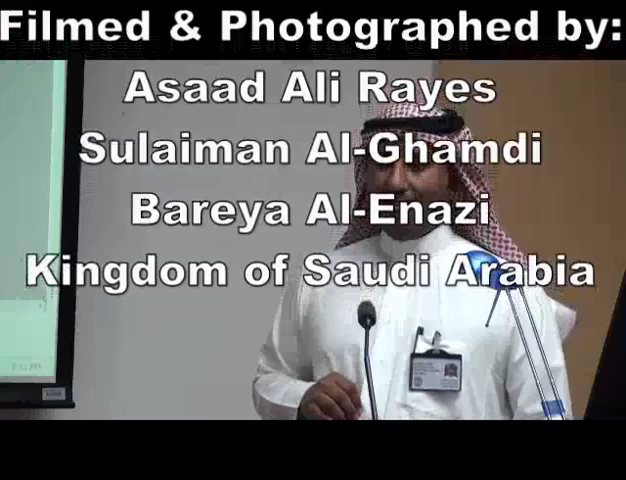 Filmed & Photographed by:
Asaad Ali Rayes
Sulaiman Al-Ghamdi
Bareya Al-Enazi
Kingdom of Saudi Arabia